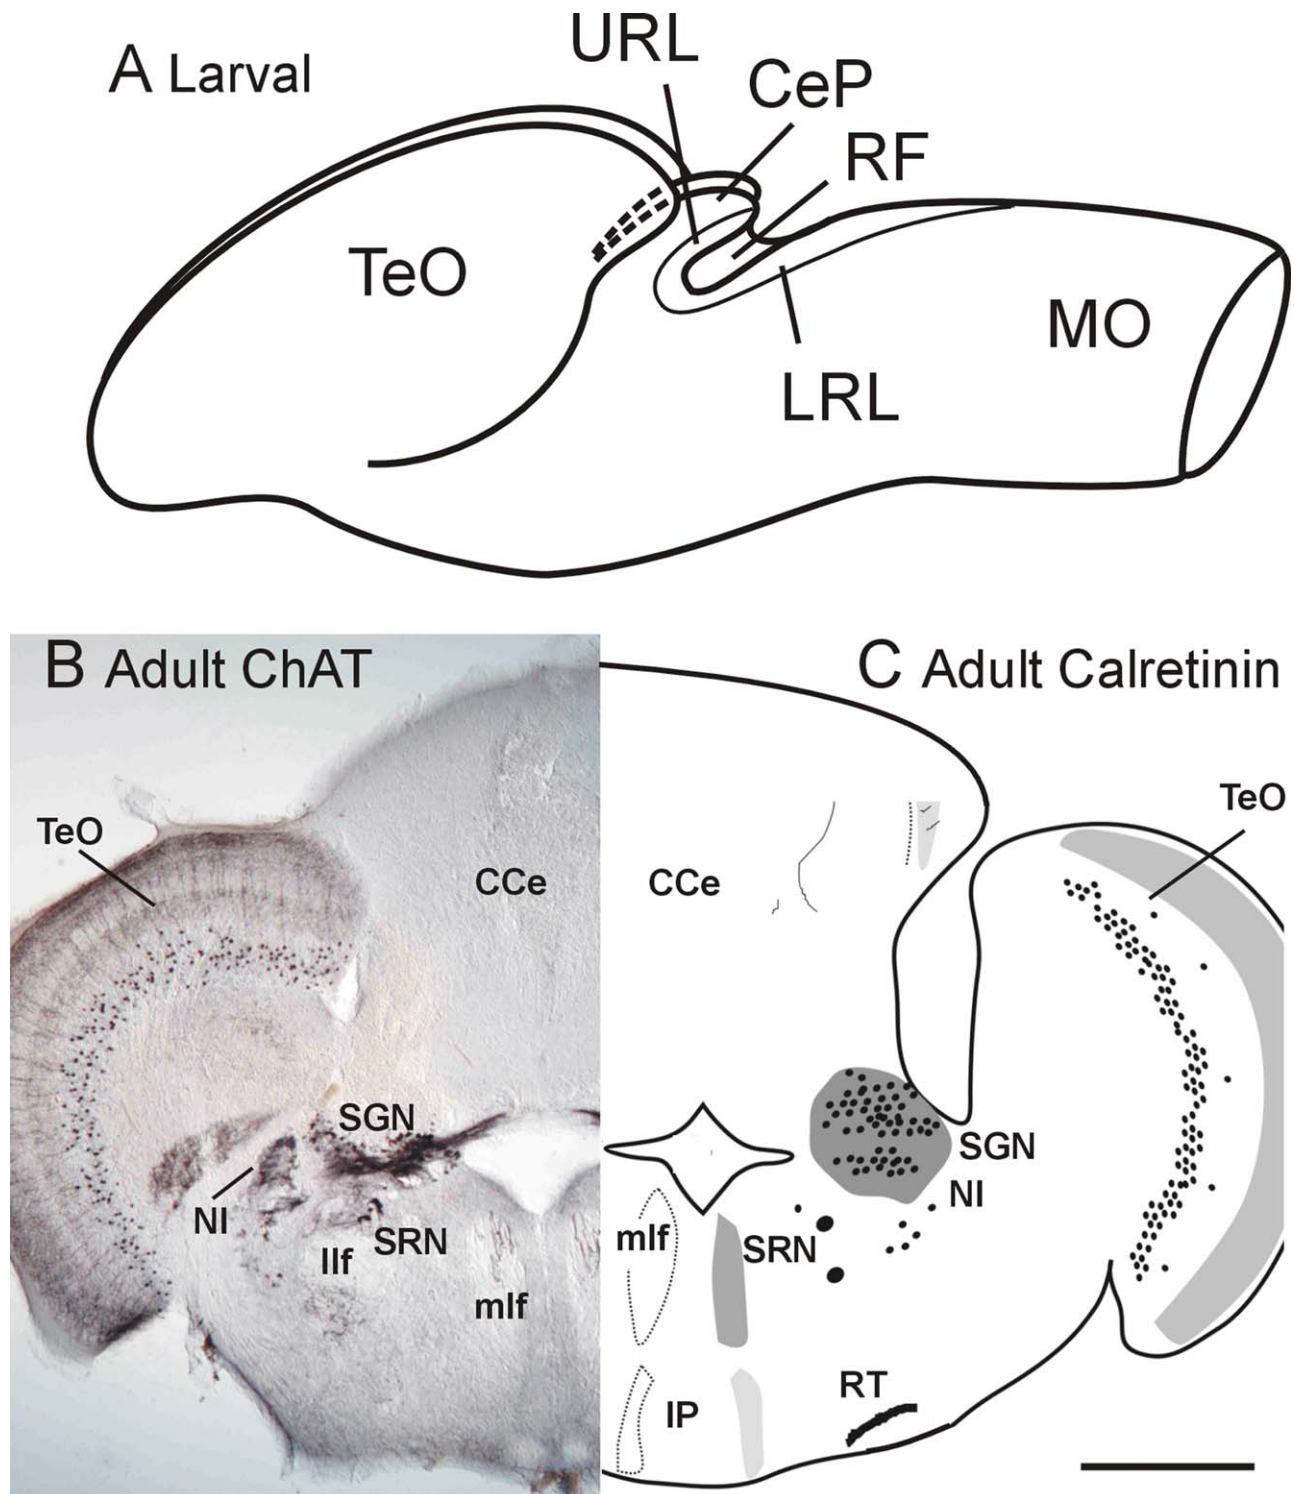 URL
A Larval
CeP
RF
TeO
MO
LRL
B Adult ChAT
C Adult Calretinin
TeO
TeO
CCe
CCe
SGN
SGN
NI
NI
SRN
llf
mlf
mlf
SRN
RT
IP